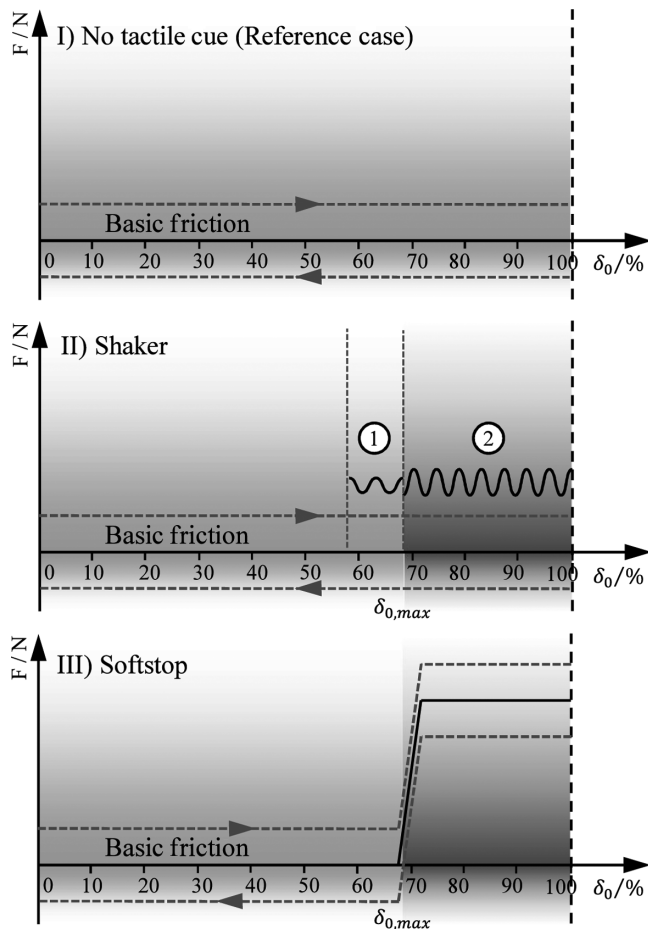 F / N
I) No tactile cue (Reference case)
Basic friction
0 10 20 30 40 50 60 70 80 90 100 δ₀/%
F / N
II) Shaker
1 2
Basic friction
0 10 20 30 40 50 60 70 80 90 100 δ₀/%
δ₀,ₘₐₓ
F / N
III) Softstop
Basic friction
0 10 20 30 40 50 60 70 80 90 100 δ₀/%
δ₀,ₘₐₓ